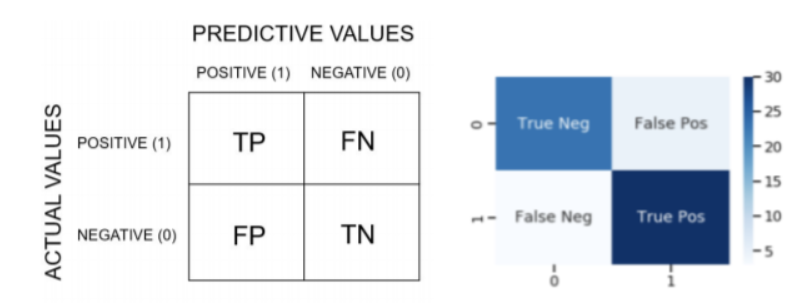 PREDICTIVE VALUES
POSITIVE (1) NEGATIVE (0)
ACTUAL VALUES
POSITIVE (1) TP FN
NEGATIVE (0) FP TN
0 True Neg False Pos
1 False Neg True Pos
0 1
30
25
20
15
10
5